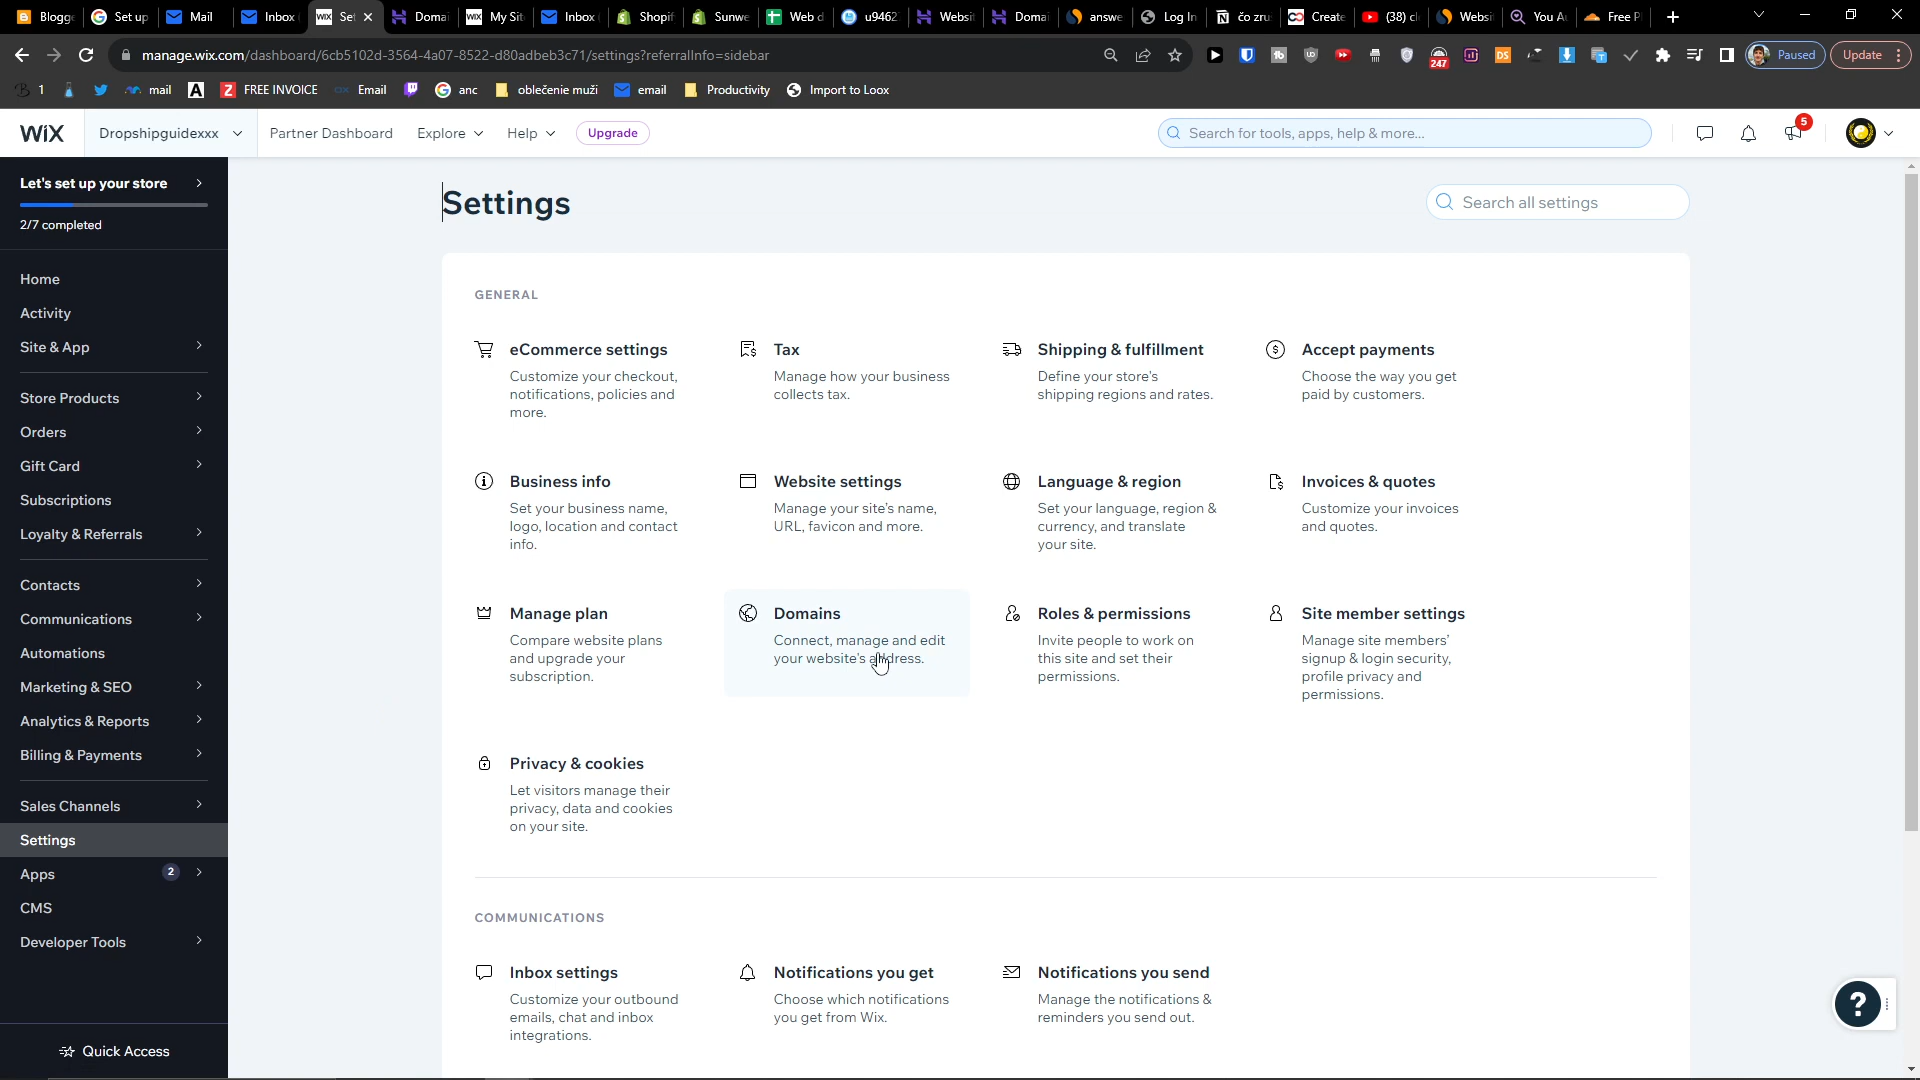 Blogge
Set up
Mail
Inbox
WIX Set
Domai
WIX My Sit
Inbox
Shopif
Sunwe
Web d
u9462
Websit
Domai
answe
Log In
čo zru
Create
(38) cl
Websi
You A
Free P
manage.wix.com/dashboard/6cb5102d-3564-4a07-8522-d80adbeb3c71/settings?referralInfo=sidebar
247
DS
Paused
Update
1
mail
FREE INVOICE
Email
anc
oblečenie muži
email
Productivity
Import to Loox
WIX
Dropshipguidexxx
Partner Dashboard
Explore
Help
Upgrade
Search for tools, apps, help & more...
5
Let's set up your store
2/7 completed
Home
Activity
Site & App
Store Products
Orders
Gift Card
Subscriptions
Loyalty & Referrals
Contacts
Communications
Automations
Marketing & SEO
Analytics & Reports
Billing & Payments
Sales Channels
Settings
Apps 2
CMS
Developer Tools
Quick Access
Settings
Search all settings
GENERAL
eCommerce settings
Customize your checkout,
notifications, policies and
more.
Tax
Manage how your business
collects tax.
Shipping & fulfillment
Define your store's
shipping regions and rates.
Accept payments
Choose the way you get
paid by customers.
Business info
Set your business name,
logo, location and contact
info.
Website settings
Manage your site's name,
URL, favicon and more.
Language & region
Set your language, region &
currency, and translate
your site.
Invoices & quotes
Customize your invoices
and quotes.
Manage plan
Compare website plans
and upgrade your
subscription.
Domains
Connect, manage and edit
your website's address.
Roles & permissions
Invite people to work on
this site and set their
permissions.
Site member settings
Manage site members'
signup & login security,
profile privacy and
permissions.
Privacy & cookies
Let visitors manage their
privacy, data and cookies
on your site.
COMMUNICATIONS
Inbox settings
Customize your outbound
emails, chat and inbox
integrations.
Notifications you get
Choose which notifications
you get from Wix.
Notifications you send
Manage the notifications &
reminders you send out.
?